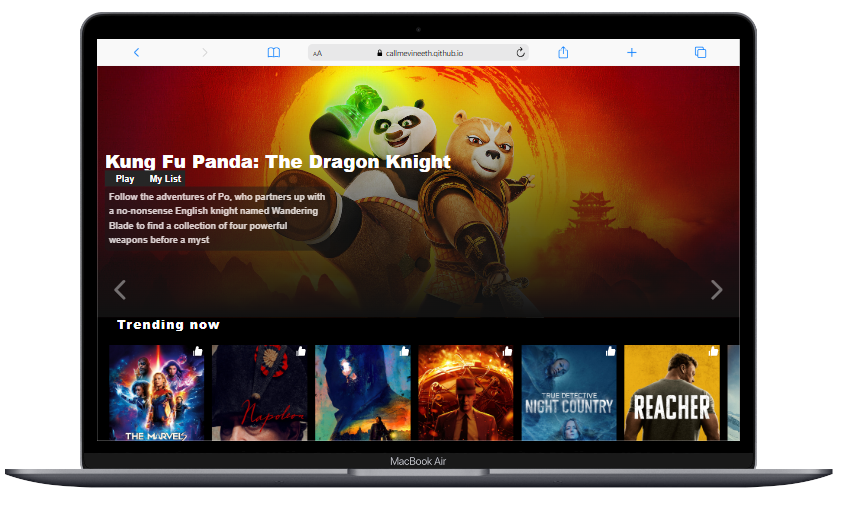 AA callmevineeth.github.io
Kung Fu Panda: The Dragon Knight
Play My List
Follow the adventures of Po, who partners up with
a no-nonsense English knight named Wandering
Blade to find a collection of four powerful
weapons before a myst
Trending now
THE MARVELS
Napoleon
TRUE DETECTIVE
NIGHT COUNTRY
REACHER
MacBook Air